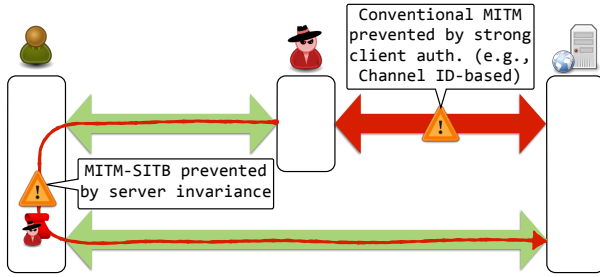 Conventional MITM
prevented by strong
client auth. (e.g.,
Channel ID-based)
!
MITM-SITB prevented
by server invariance
!